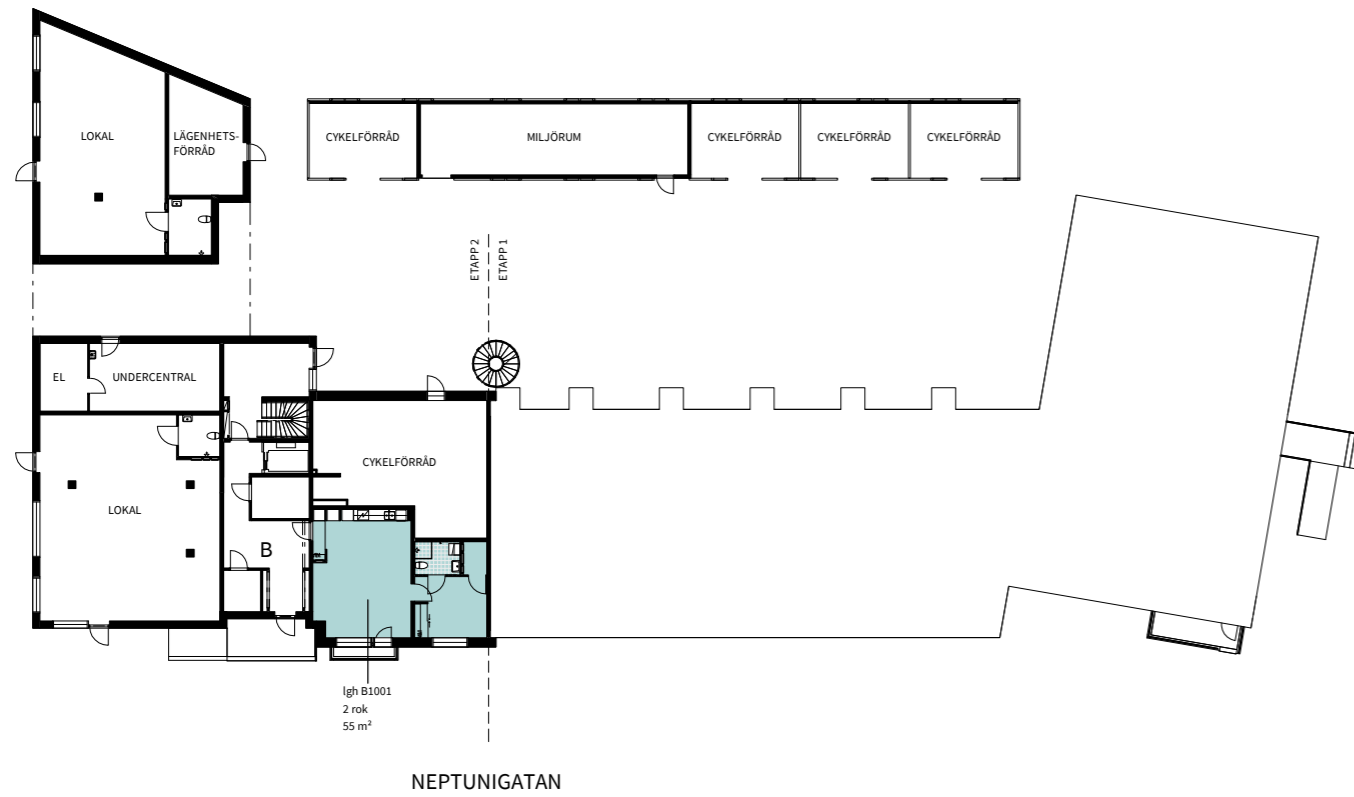 LOKAL
LÄGENHETS-
FÖRRÅD
CYKELFÖRRÅD
MILJÖRUM
CYKELFÖRRÅD
CYKELFÖRRÅD
CYKELFÖRRÅD
ETAPP 2
ETAPP 1
EL
UNDERCENTRAL
CYKELFÖRRÅD
LOKAL
B
lgh B1001
2 rok
55 m²
NEPTUNIGATAN